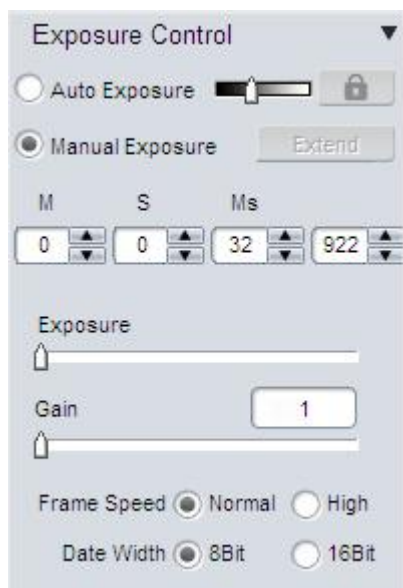 Exposure Control
Auto Exposure
Manual Exposure Extend
M S Ms
0 0 32 922
Exposure
Gain 1
Frame Speed Normal High
Date Width 8Bit 16Bit